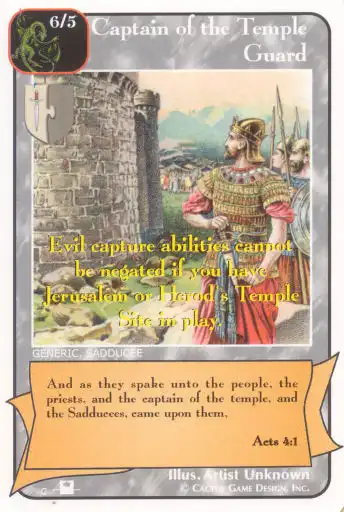 6/5
Captain of the Temple
Guard
Evil capture abilities cannot
be negated if you have
Jerusalem or Herod's Temple
Site in play.
GENERIC, SADDUCEE
And as they spake unto the people, the
priests, and the captain of the temple, and
the Sadducees, came upon them,
Acts 4:1
Illus. Artist Unknown
© Cactus Game Design, Inc.